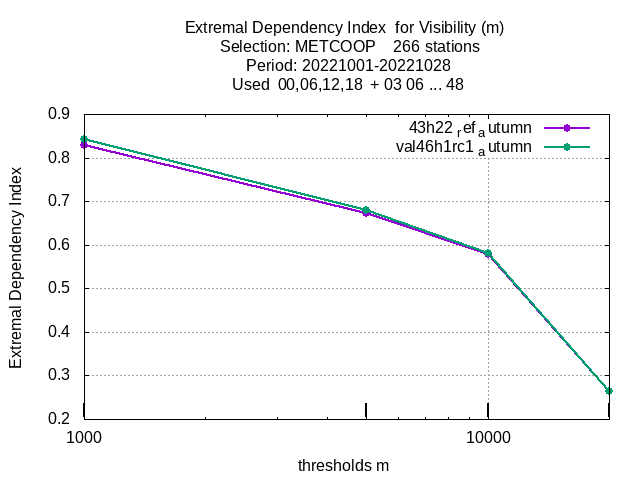 Extremal Dependency Index for Visibility (m)
Selection: METCOOP 266 stations
Period: 20221001-20221028
Used 00,06,12,18 + 03 06 ... 48
43h22 ref a utumn
val46h1rc1 a utumn
Extremal Dependency Index
0.9
0.8
0.7
0.6
0.5
0.4
0.3
0.2
1000 10000
thresholds m